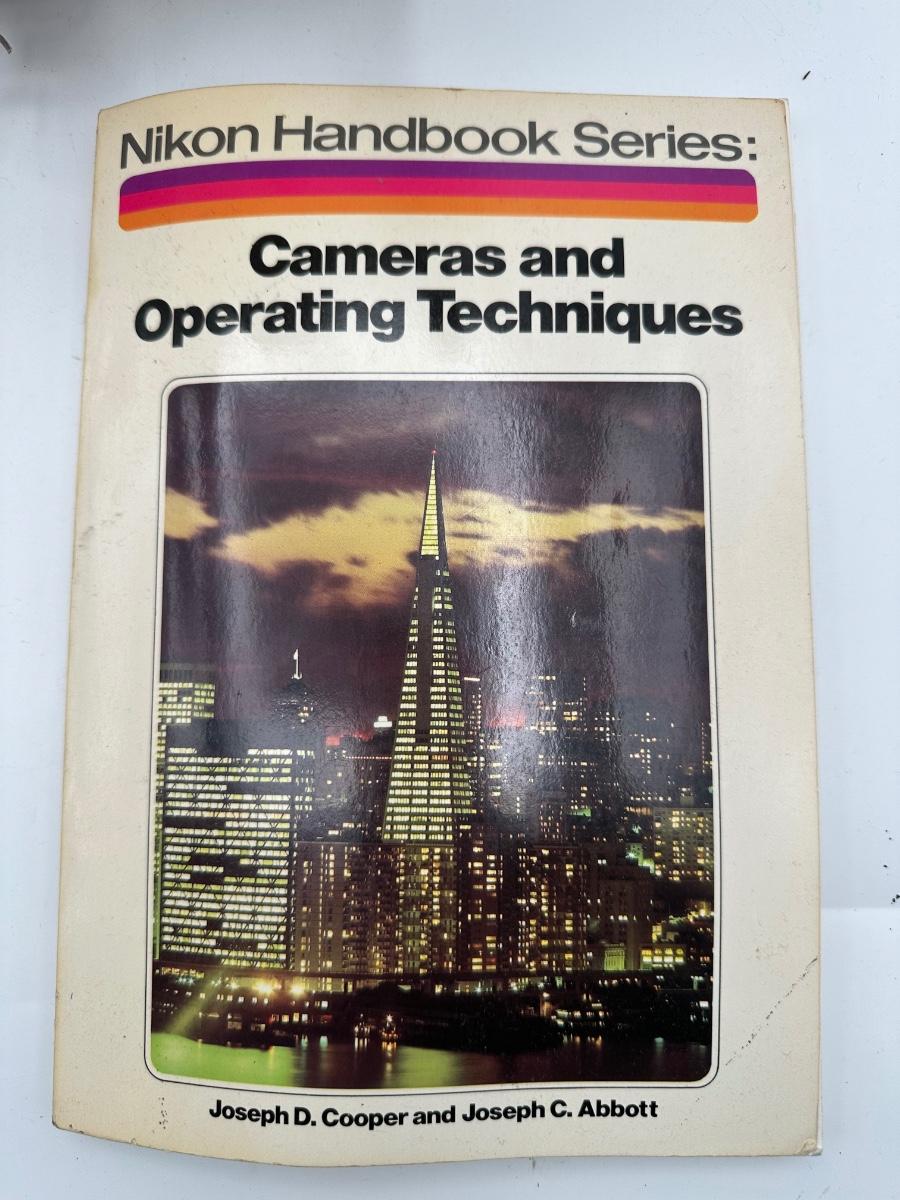 Nikon Handbook Series:
Cameras and
Operating Techniques
Joseph D. Cooper and Joseph C. Abbott